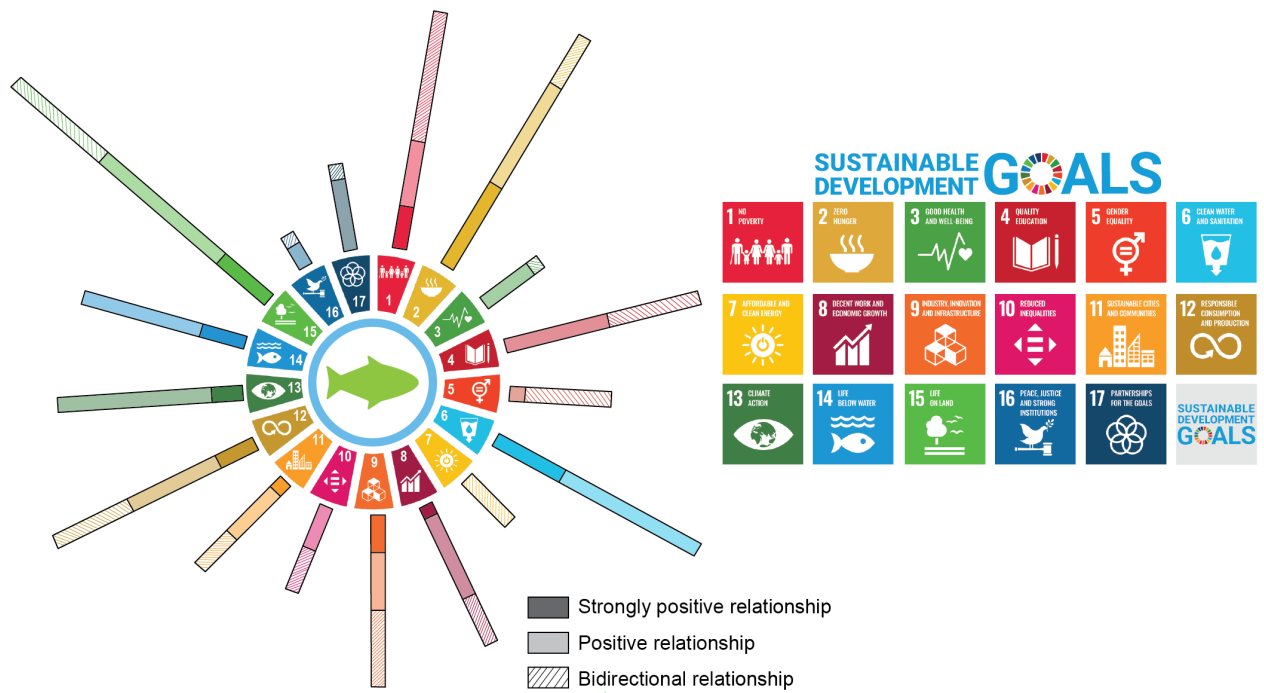 17
1
2
3
4
5
6
7
8
9
10
11
12
13
14
15
16
Strongly positive relationship
Positive relationship
Bidirectional relationship
SUSTAINABLE
DEVELOPMENT
GOALS
1 NO
POVERTY
2 ZERO
HUNGER
3 GOOD HEALTH
AND WELL-BEING
4 QUALITY
EDUCATION
5 GENDER
EQUALITY
6 CLEAN WATER
AND SANITATION
7 AFFORDABLE AND
CLEAN ENERGY
8 DECENT WORK AND
ECONOMIC GROWTH
9 INDUSTRY, INNOVATION
AND INFRASTRUCTURE
10 REDUCED
INEQUALITIES
11 SUSTAINABLE CITIES
AND COMMUNITIES
12 RESPONSIBLE
CONSUMPTION
AND PRODUCTION
13 CLIMATE
ACTION
14 LIFE
BELOW WATER
15 LIFE
ON LAND
16 PEACE, JUSTICE
AND STRONG
INSTITUTIONS
17 PARTNERSHIPS
FOR THE GOALS
SUSTAINABLE
DEVELOPMENT
GOALS